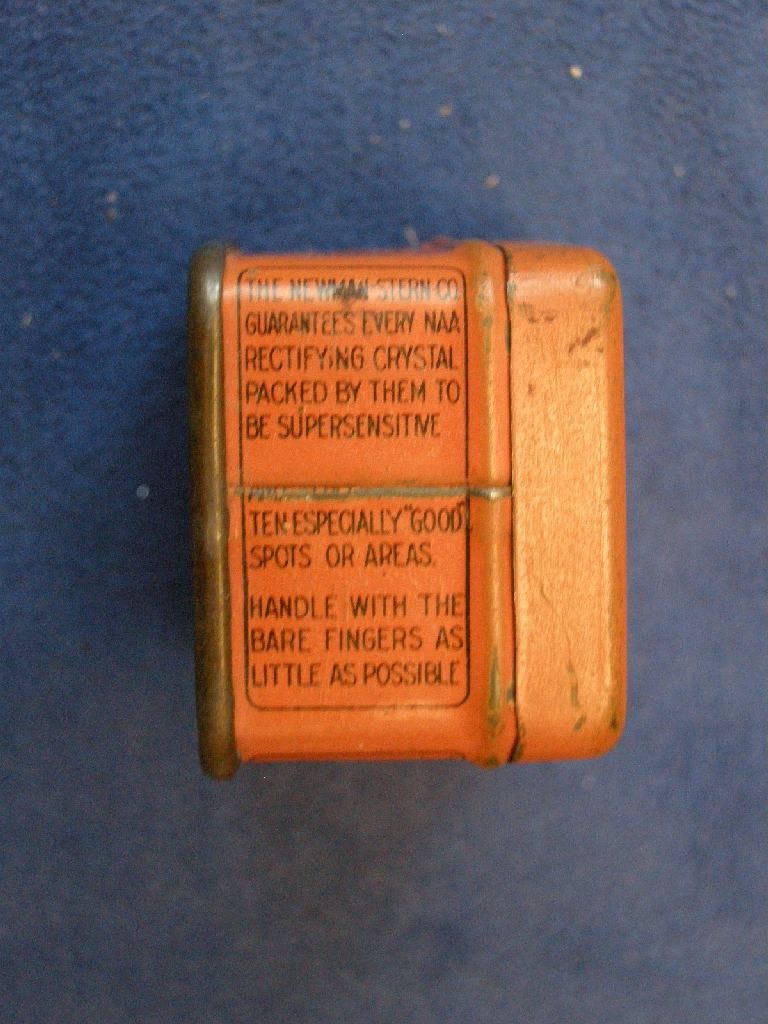 THE NEWMAN-STERN CO.
GUARANTEES EVERY NAA
RECTIFYING CRYSTAL
PACKED BY THEM TO
BE SUPERSENSITIVE
TEN ESPECIALLY "GOOD"
SPOTS OR AREAS.
HANDLE WITH THE
BARE FINGERS AS
LITTLE AS POSSIBLE